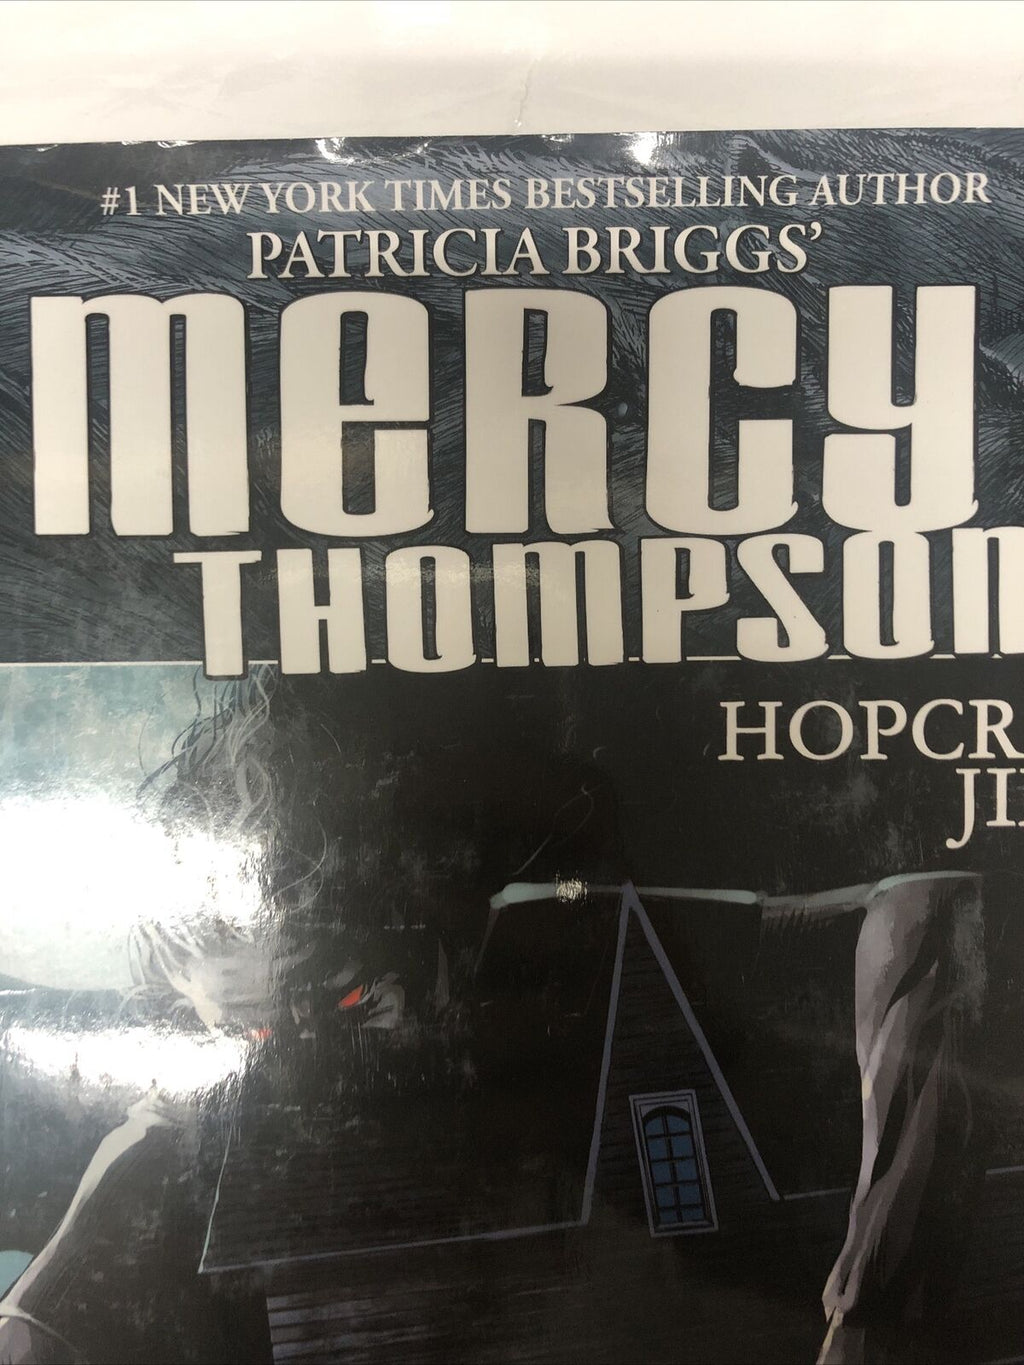 #1 NEW YORK TIMES BESTSELLING AUTHOR
PATRICIA BRIGGS'
MERCY
THOMPSON
HOPCR
JI